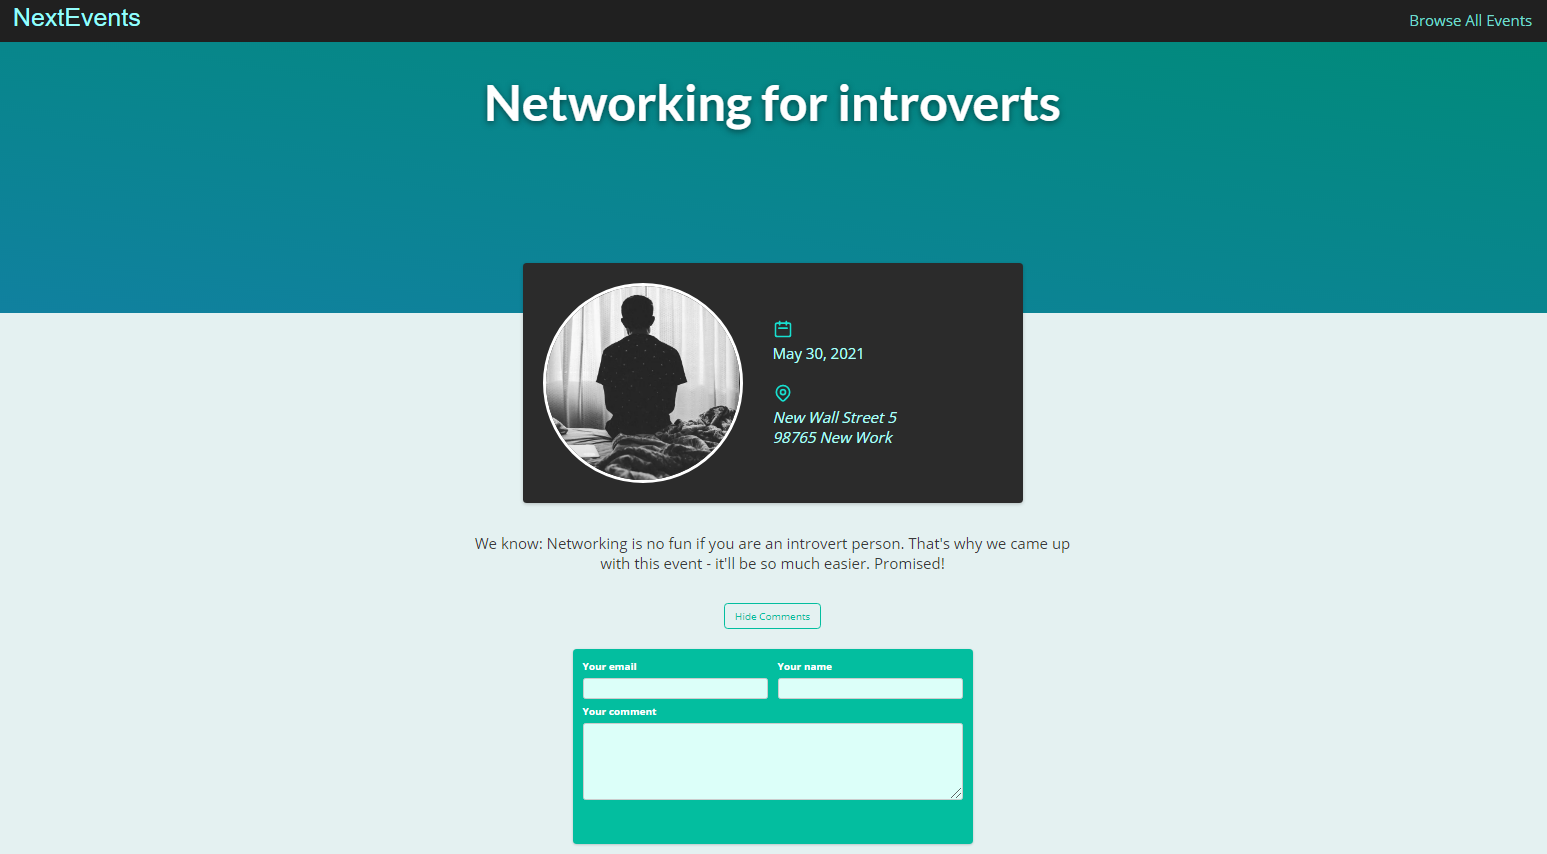 NextEvents
Browse All Events
Networking for introverts
May 30, 2021
New Wall Street 5
98765 New Work
We know: Networking is no fun if you are an introvert person. That's why we came up
with this event - it'll be so much easier. Promised!
Hide Comments
Your email
Your name
Your comment